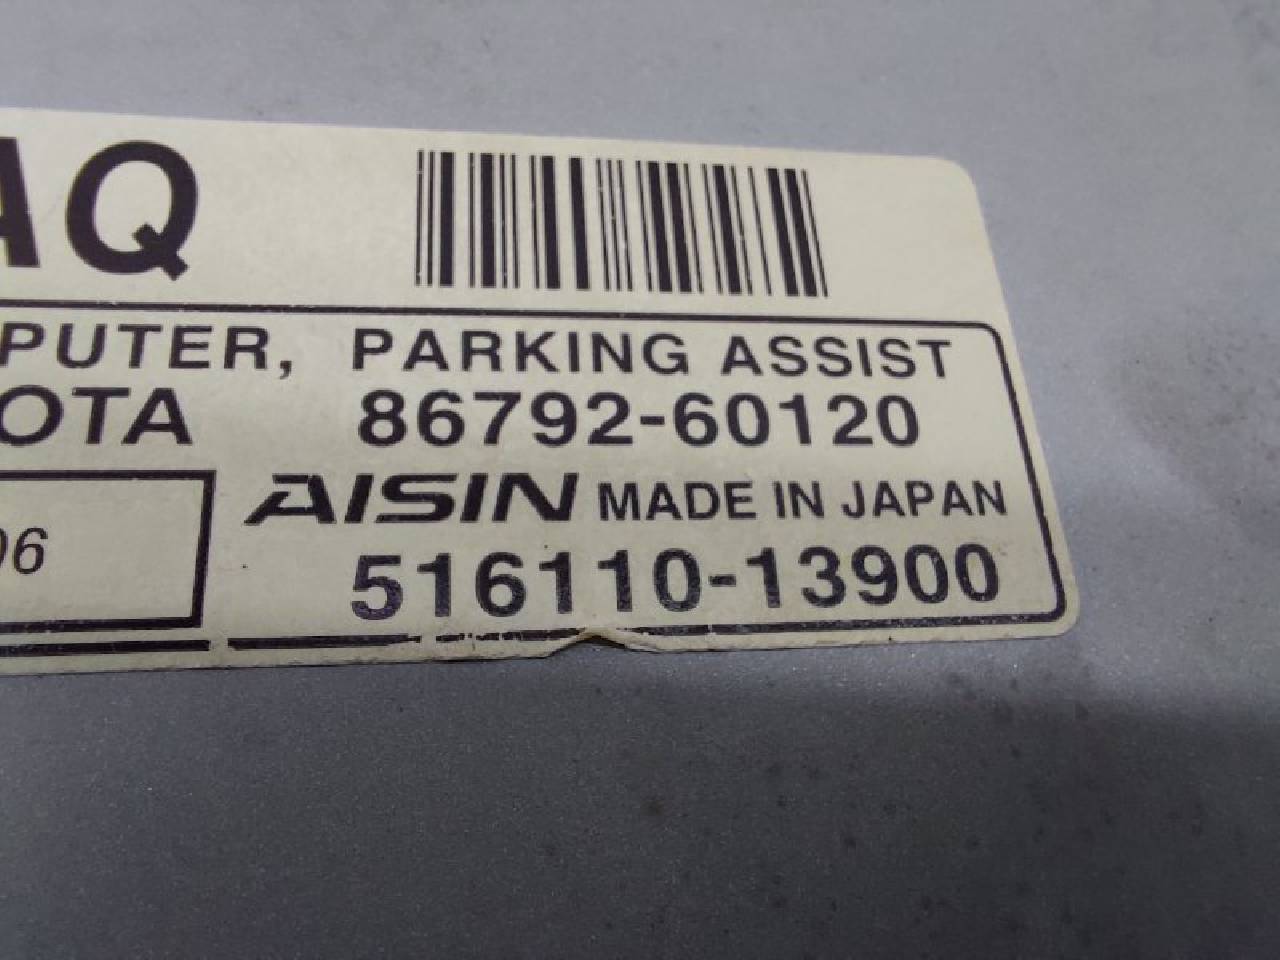 AQ
PUTER, PARKING ASSIST
OTA 86792-60120
AISIN MADE IN JAPAN
06
516110-13900